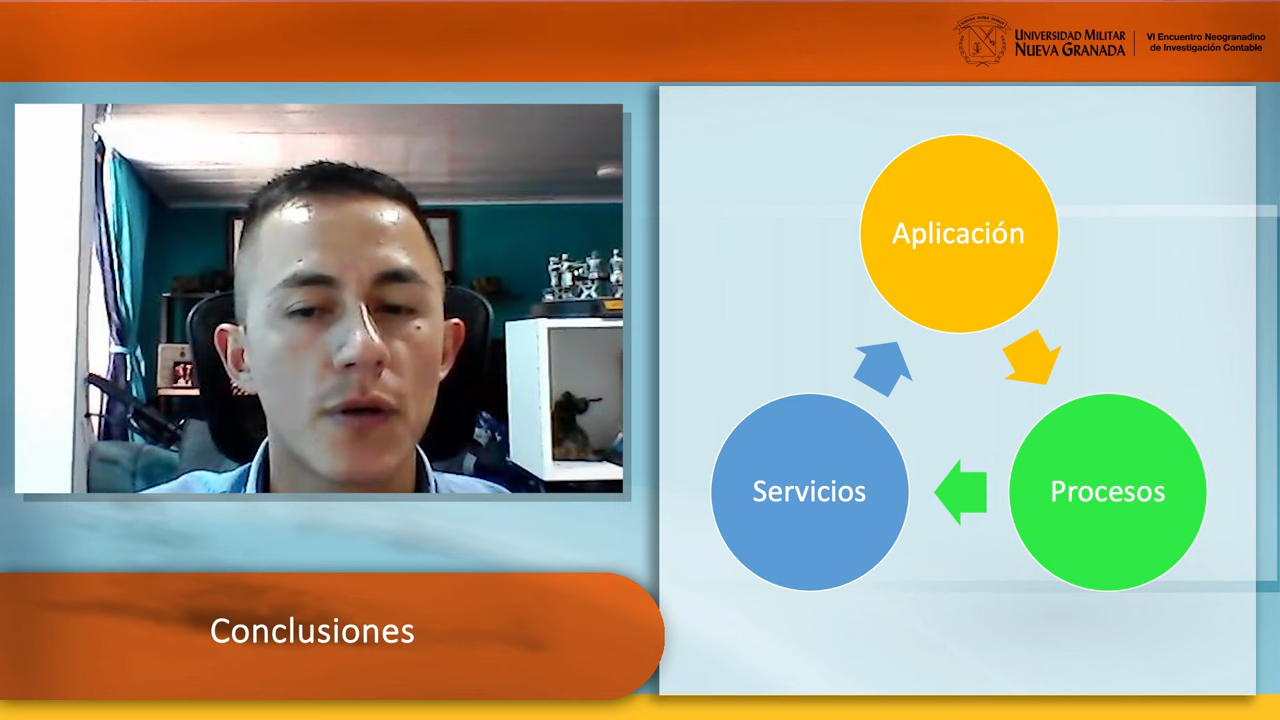 UNIVERSIDAD MILITAR
NUEVA GRANADA
VI Encuentro Neogranadino
de Investigación Contable
Aplicación
Servicios
Procesos
Conclusiones